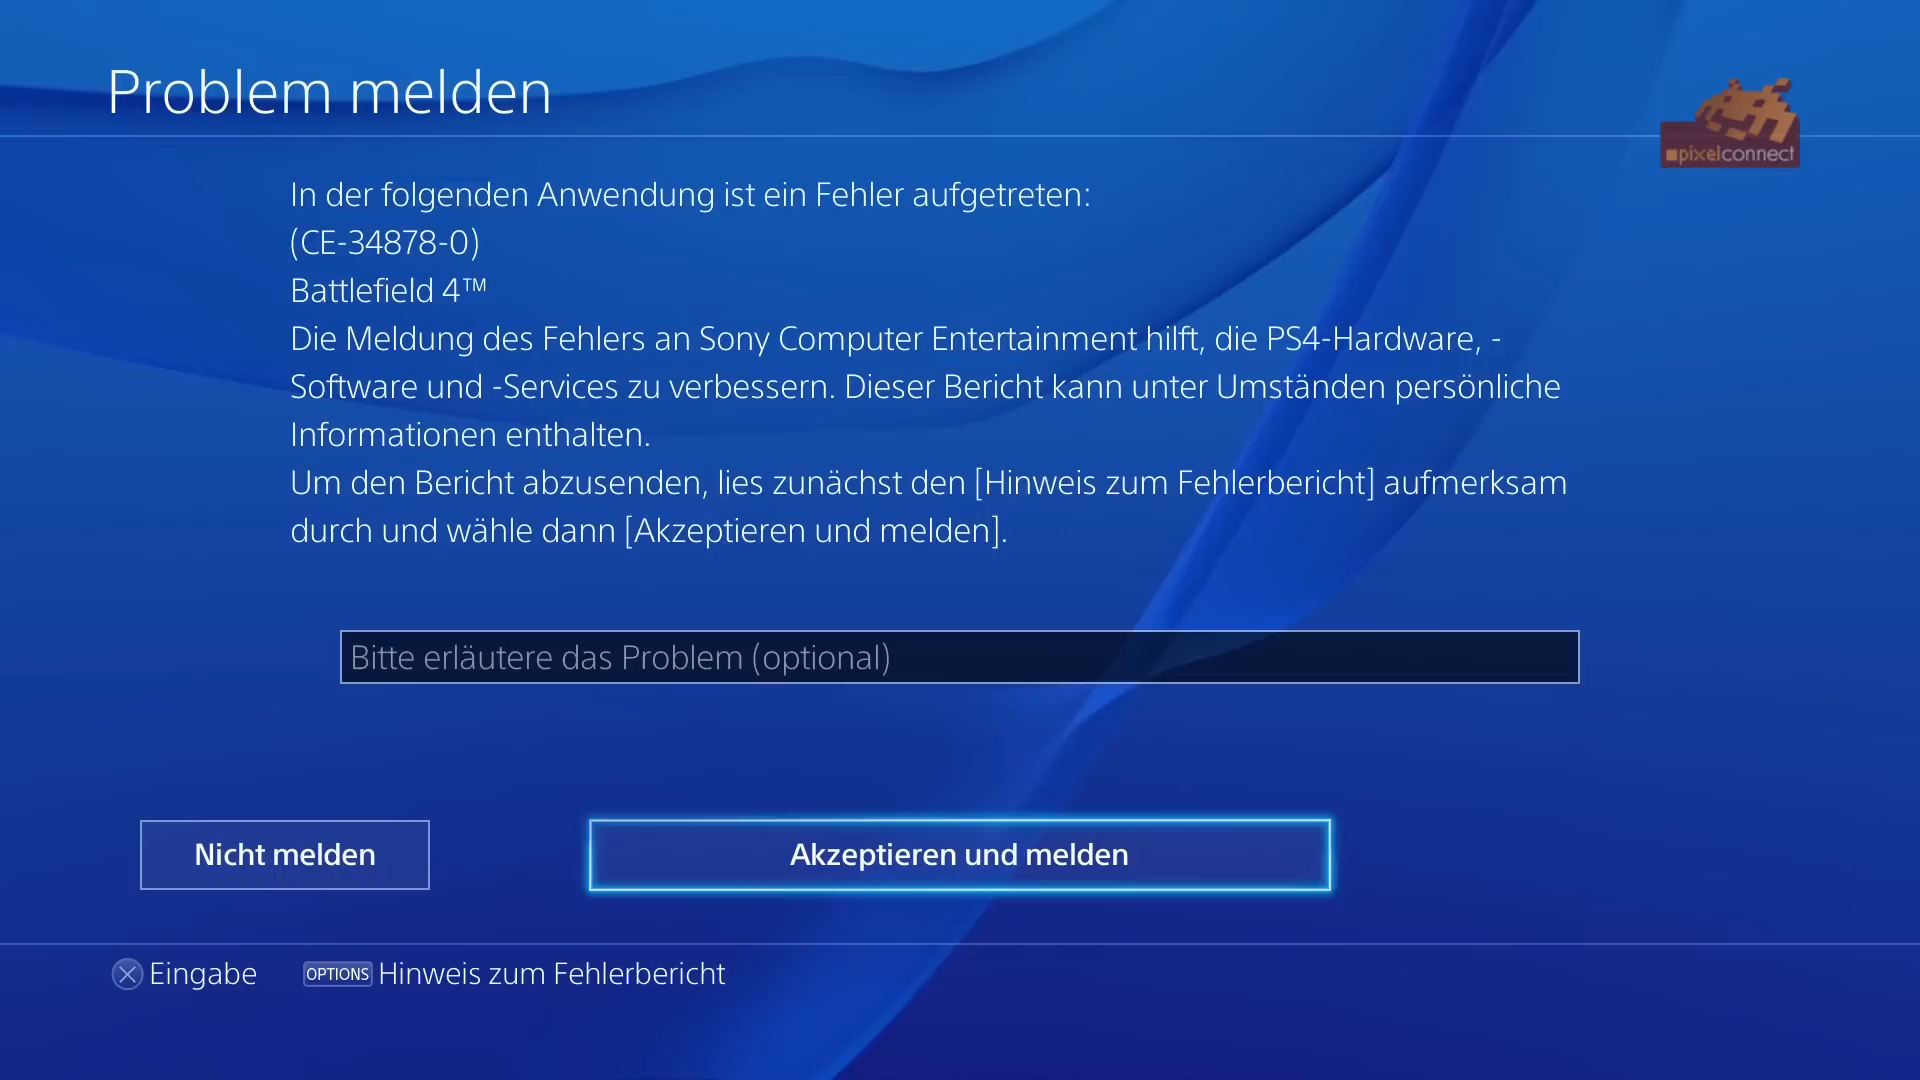 Problem melden
pixelconnect
In der folgenden Anwendung ist ein Fehler aufgetreten:
(CE-34878-0)
Battlefield 4™
Die Meldung des Fehlers an Sony Computer Entertainment hilft, die PS4-Hardware, -
Software und -Services zu verbessern. Dieser Bericht kann unter Umständen persönliche
Informationen enthalten.
Um den Bericht abzusenden, lies zunächst den [Hinweis zum Fehlerbericht] aufmerksam
durch und wähle dann [Akzeptieren und melden].
Bitte erläutere das Problem (optional)
Nicht melden
Akzeptieren und melden
Eingabe
OPTIONS Hinweis zum Fehlerbericht